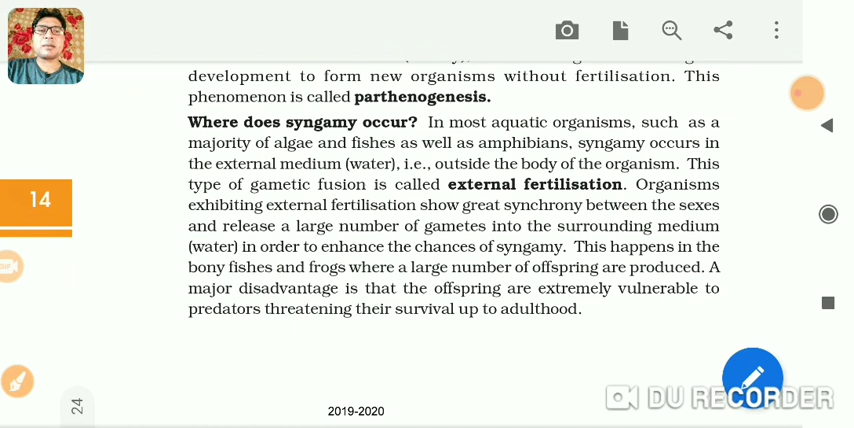 development to form new organisms without fertilisation. This
phenomenon is called parthenogenesis.
Where does syngamy occur? In most aquatic organisms, such as a
majority of algae and fishes as well as amphibians, syngamy occurs in
the external medium (water), i.e., outside the body of the organism. This
type of gametic fusion is called external fertilisation. Organisms
exhibiting external fertilisation show great synchrony between the sexes
and release a large number of gametes into the surrounding medium
(water) in order to enhance the chances of syngamy. This happens in the
bony fishes and frogs where a large number of offspring are produced. A
major disadvantage is that the offspring are extremely vulnerable to
predators threatening their survival up to adulthood.
14
24
2019-2020
DU RECORDER